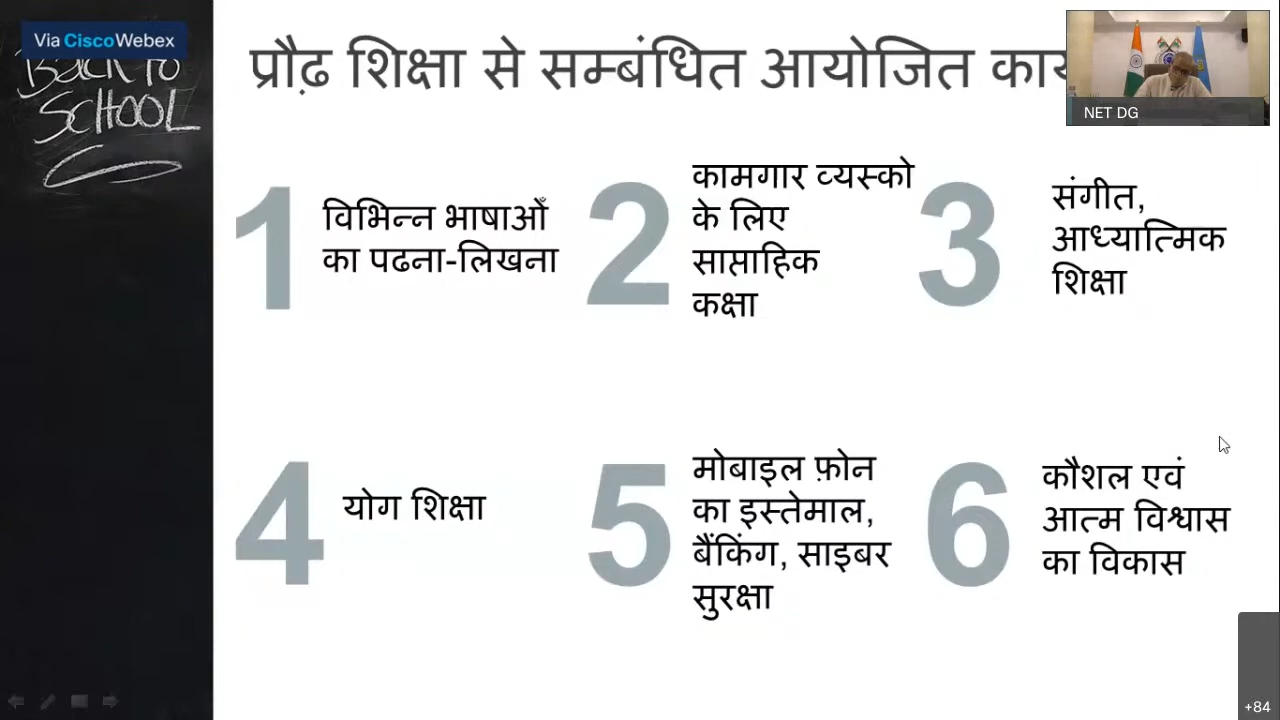 Via CiscoWebex
BACK TO
SCHOOL
प्रौढ़ शिक्षा से सम्बंधित आयोजित
NET DG
1
विभिन्न भाषाओँ
का पढना-लिखना
2
कामगार व्यस्को
के लिए
साप्ताहिक
कक्षा
3
संगीत,
आध्यात्मिक
शिक्षा
4
योग शिक्षा
5
मोबाइल फ़ोन
का इस्तेमाल,
बैंकिंग, साइबर
सुरक्षा
6
कौशल एवं
आत्म विश्वास
का विकास
+84